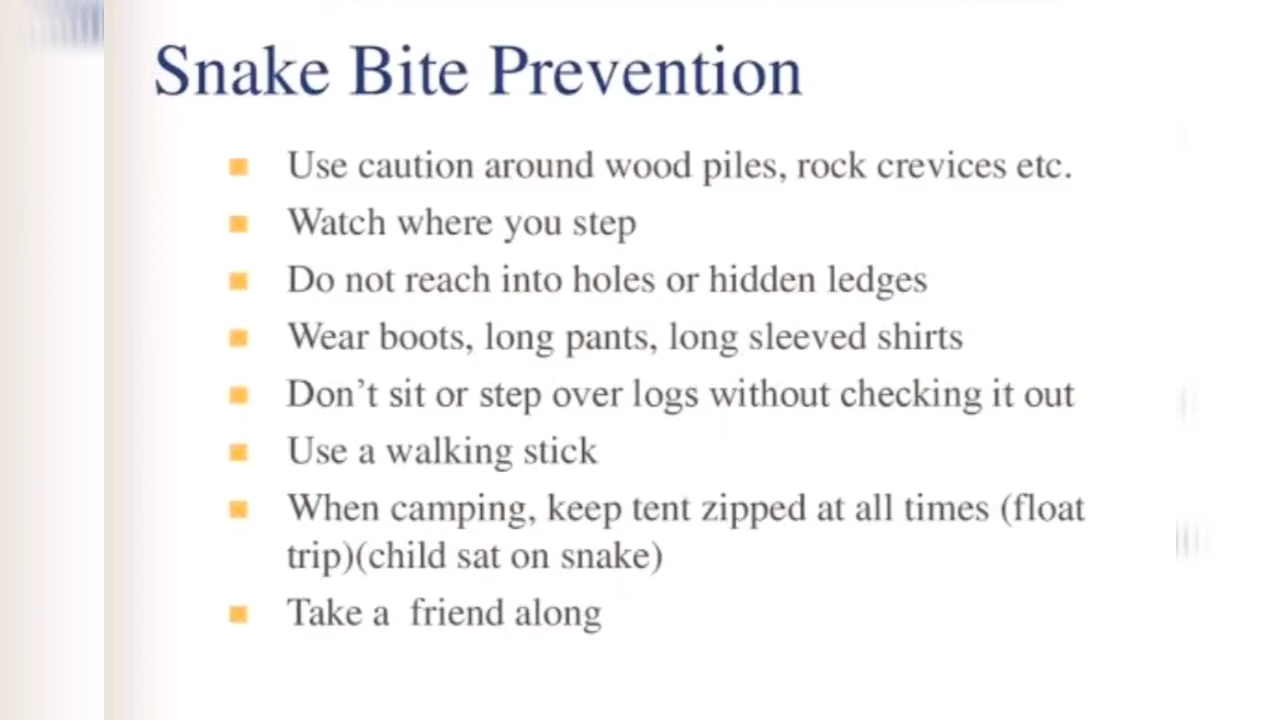 Snake Bite Prevention
Use caution around wood piles, rock crevices etc.
Watch where you step
Do not reach into holes or hidden ledges
Wear boots, long pants, long sleeved shirts
Don’t sit or step over logs without checking it out
Use a walking stick
When camping, keep tent zipped at all times (float
trip)(child sat on snake)
Take a  friend along